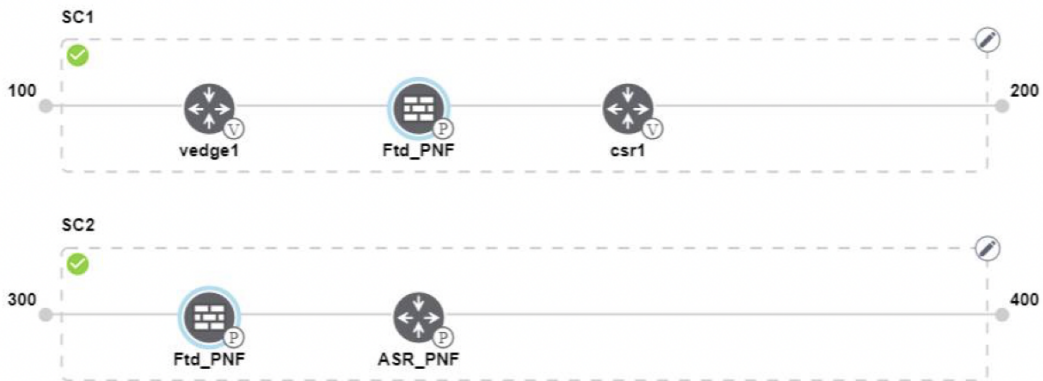 SC1
100
200
V
P
V
vedge1
Ftd_PNF
csr1
SC2
300
400
P
P
Ftd_PNF
ASR_PNF